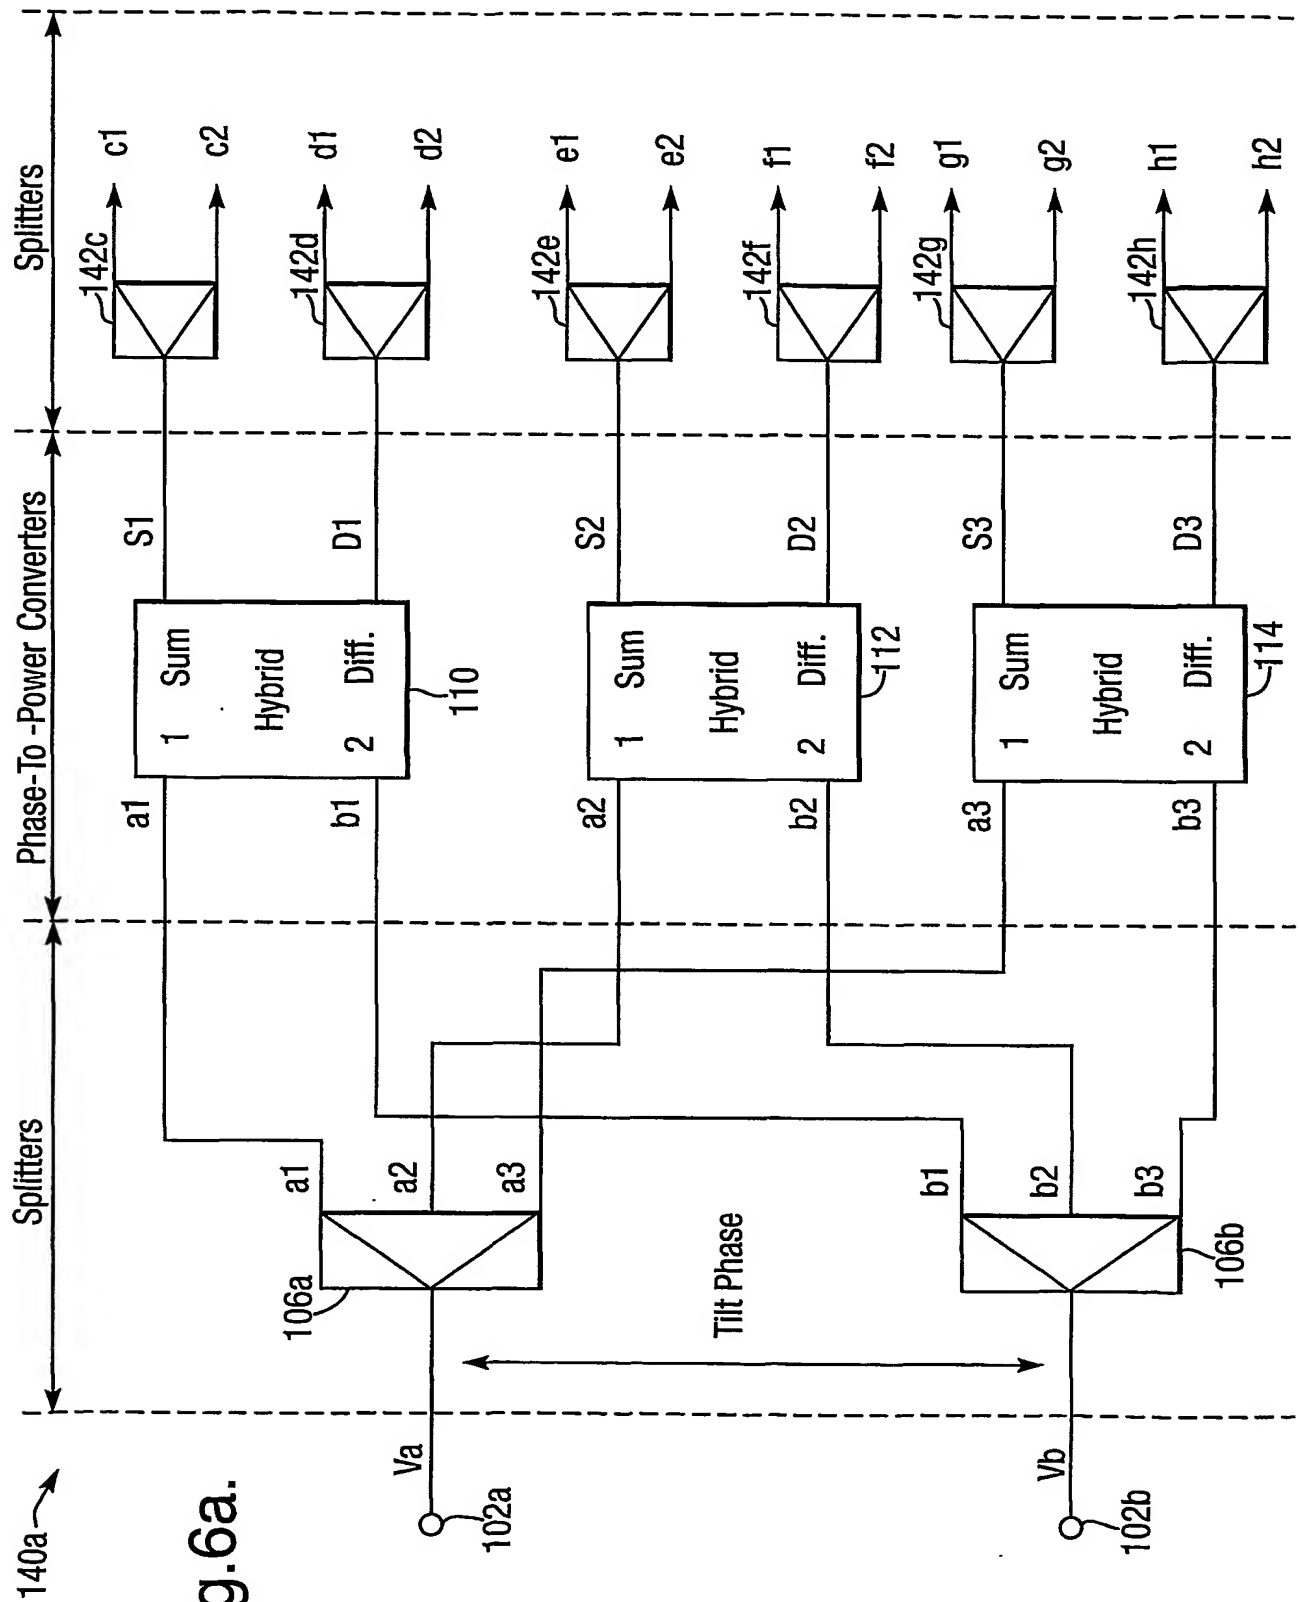 140a
g.6a.
Splitters
Phase-To -Power Converters
Splitters
Va
102a
Vb
102b
Tilt Phase
106a
a1
a2
a3
106b
b1
b2
b3
a1
b1
1 Sum
Hybrid
2 Diff.
110
S1
D1
a2
b2
1 Sum
Hybrid
2 Diff.
112
S2
D2
a3
b3
1 Sum
Hybrid
2 Diff.
114
S3
D3
142c
c1
c2
142d
d1
d2
142e
e1
e2
142f
f1
f2
142g
g1
g2
142h
h1
h2